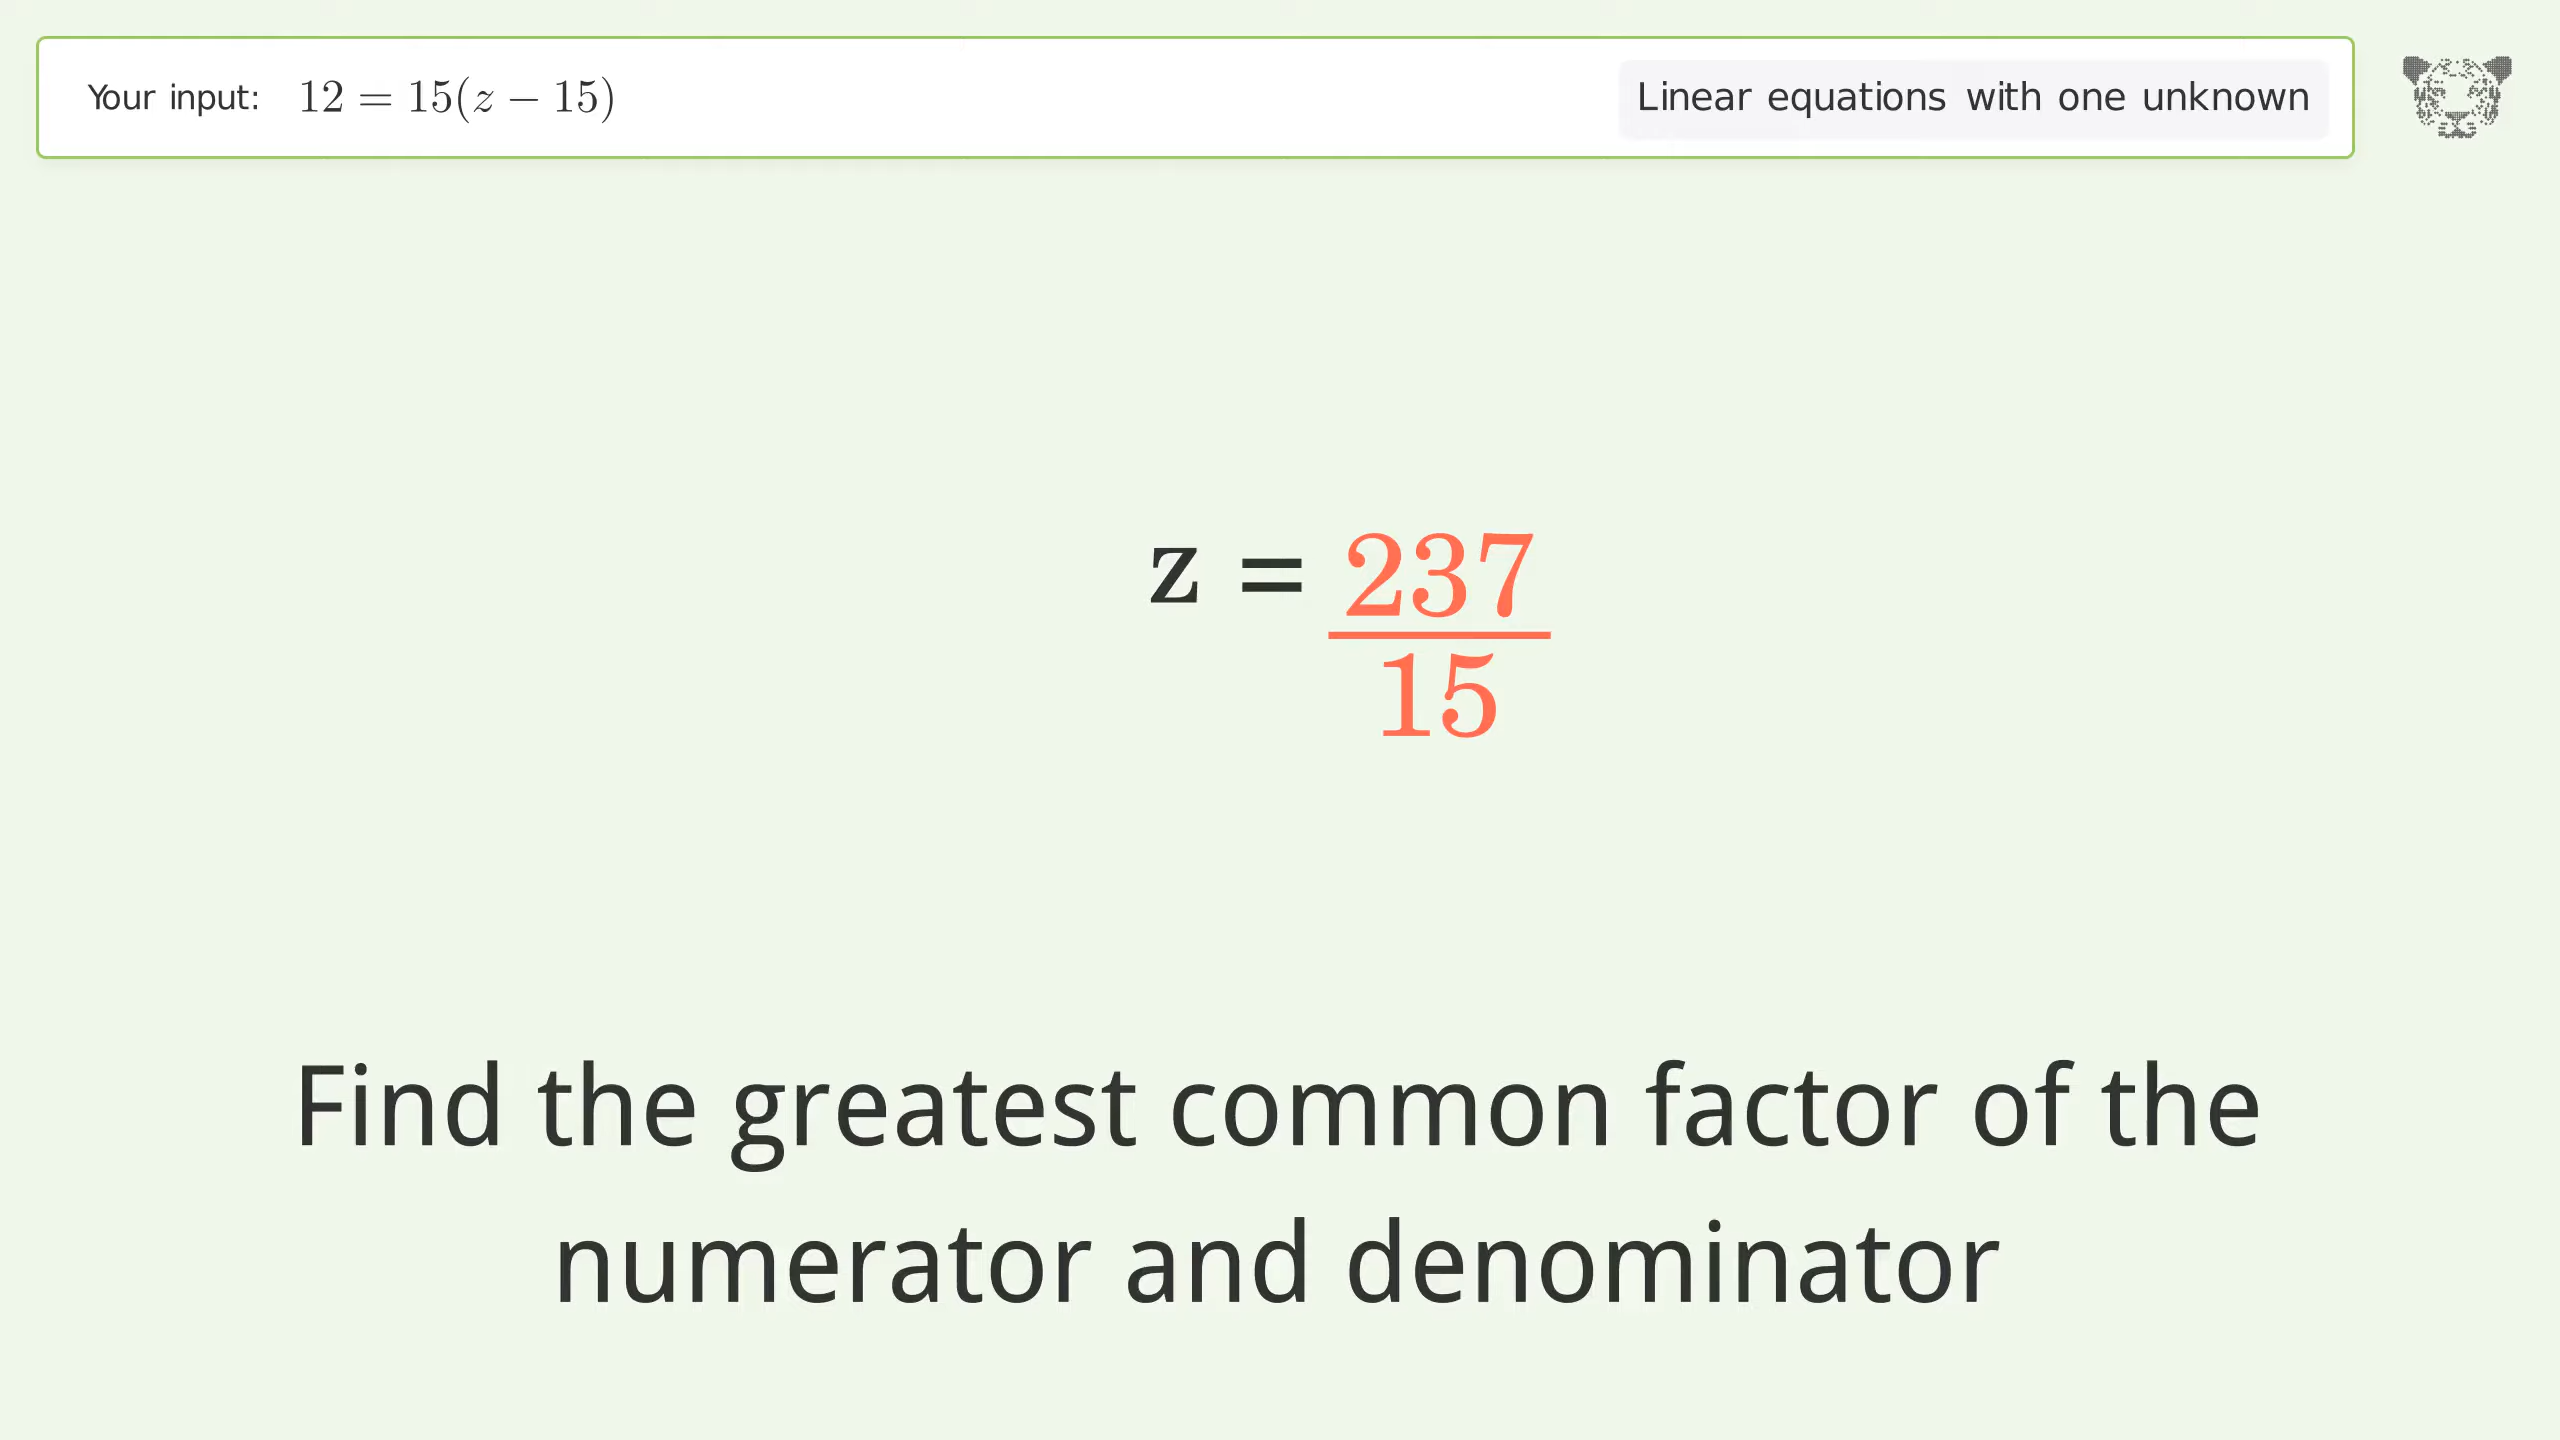 Your input: 12 = 15(z − 15)
Linear equations with one unknown
z = 237/15
Find the greatest common factor of the
numerator and denominator